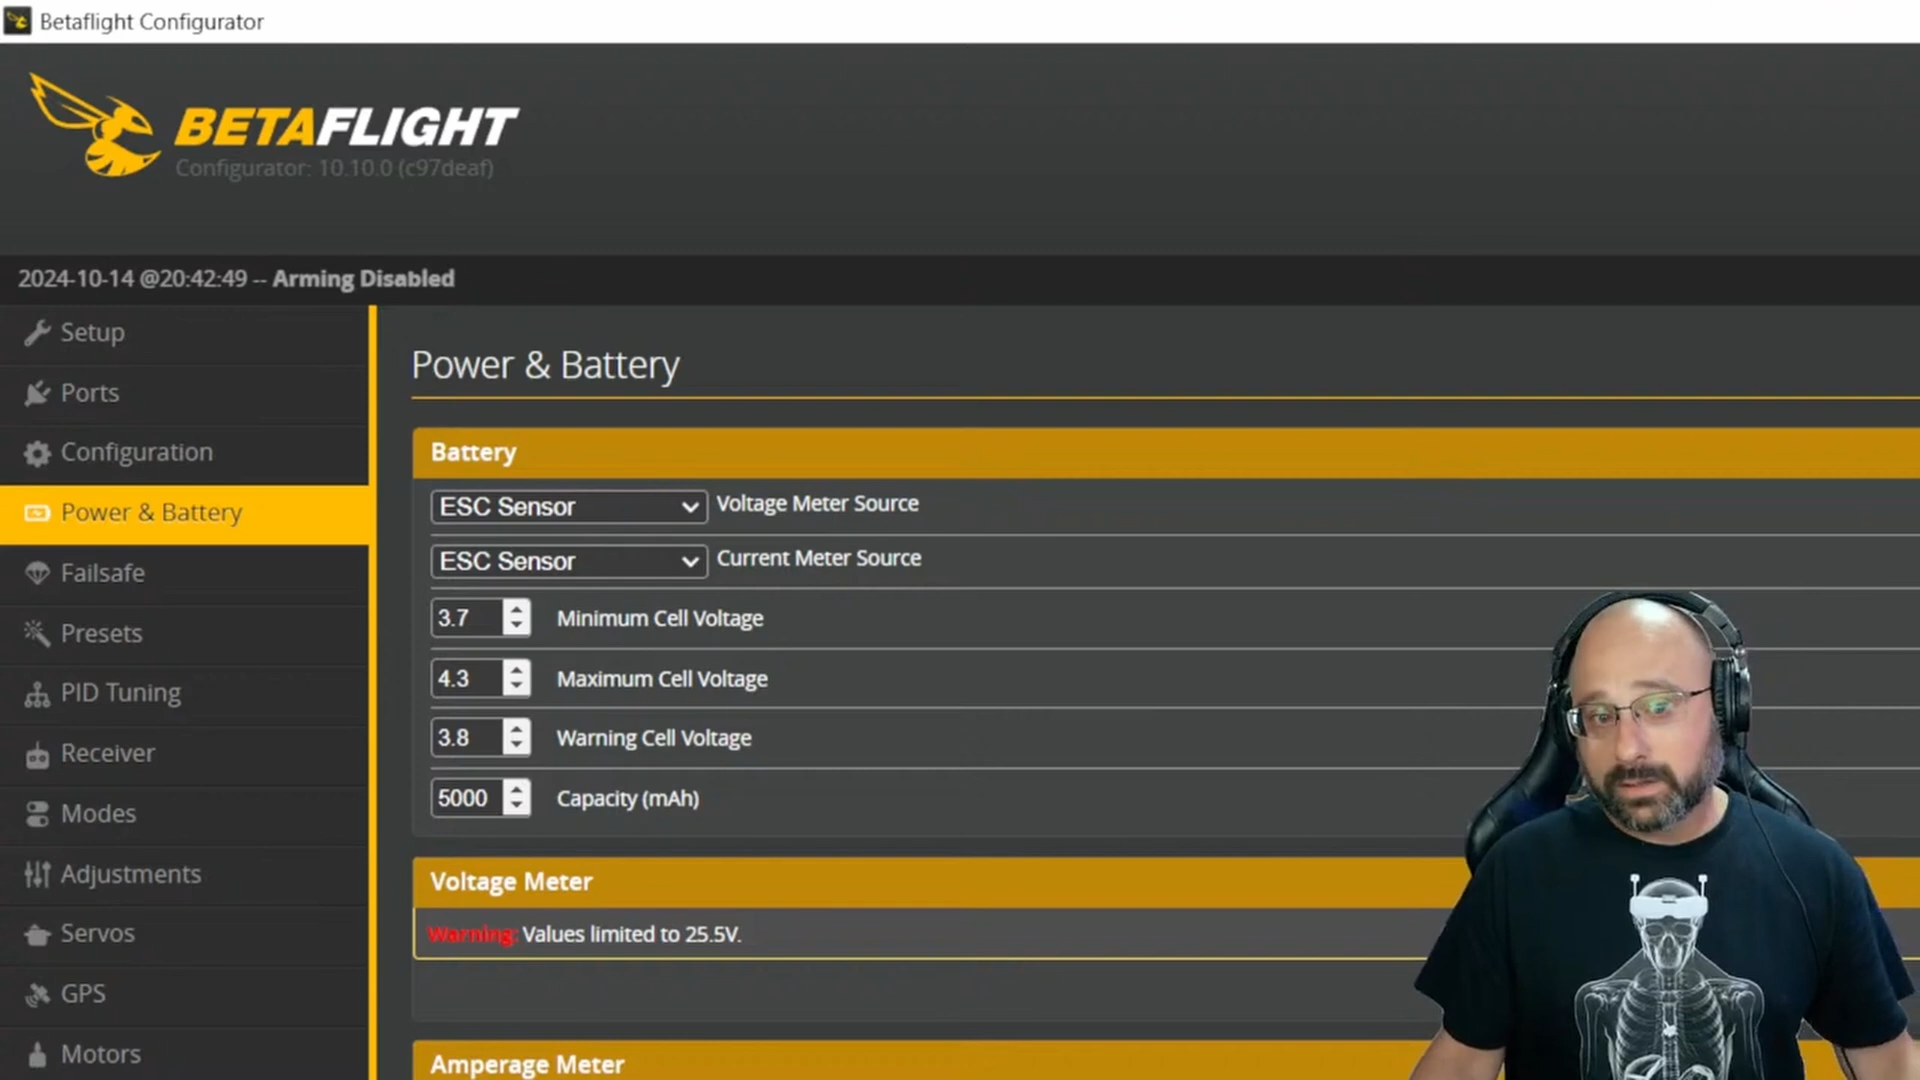 Betaflight Configurator
BETAFLIGHT
Configurator: 10.10.0 (c97deaf)
2024-10-14 @20:42:49 -- Arming Disabled
Setup
Ports
Configuration
Power & Battery
Failsafe
Presets
PID Tuning
Receiver
Modes
Adjustments
Servos
GPS
Motors
Power & Battery
Battery
ESC Sensor Voltage Meter Source
ESC Sensor Current Meter Source
3.7 Minimum Cell Voltage
4.3 Maximum Cell Voltage
3.8 Warning Cell Voltage
5000 Capacity (mAh)
Voltage Meter
Warning: Values limited to 25.5V.
Amperage Meter